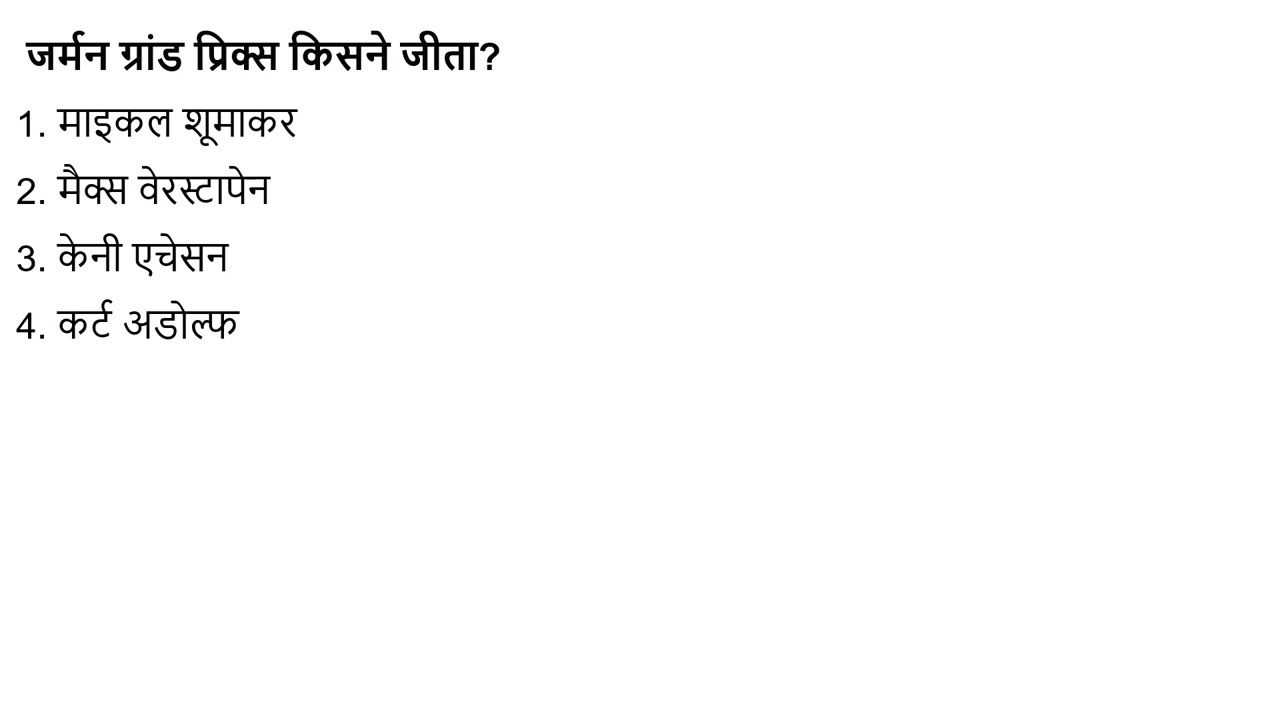 जर्मन ग्रांड प्रिक्स किसने जीता?
1. माइकल शूमाकर
2. मैक्स वेरस्टापेन
3. केनी एचेसन
4. कर्ट अडोल्फ